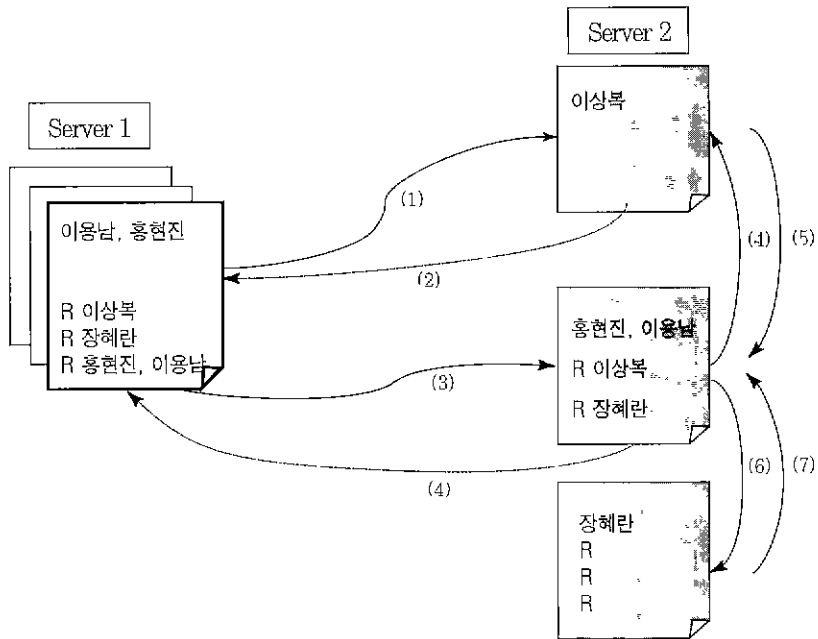 Server 2
이상복
Server 1
(1)
이용남, 홍현진
(4)
(5)
(2)
R 이상복
R 장혜란
R 홍현진, 이용남
홍현진, 이용남
(3)
R 이상복
R 장혜란
(6)
(7)
(4)
장혜란
R
R
R